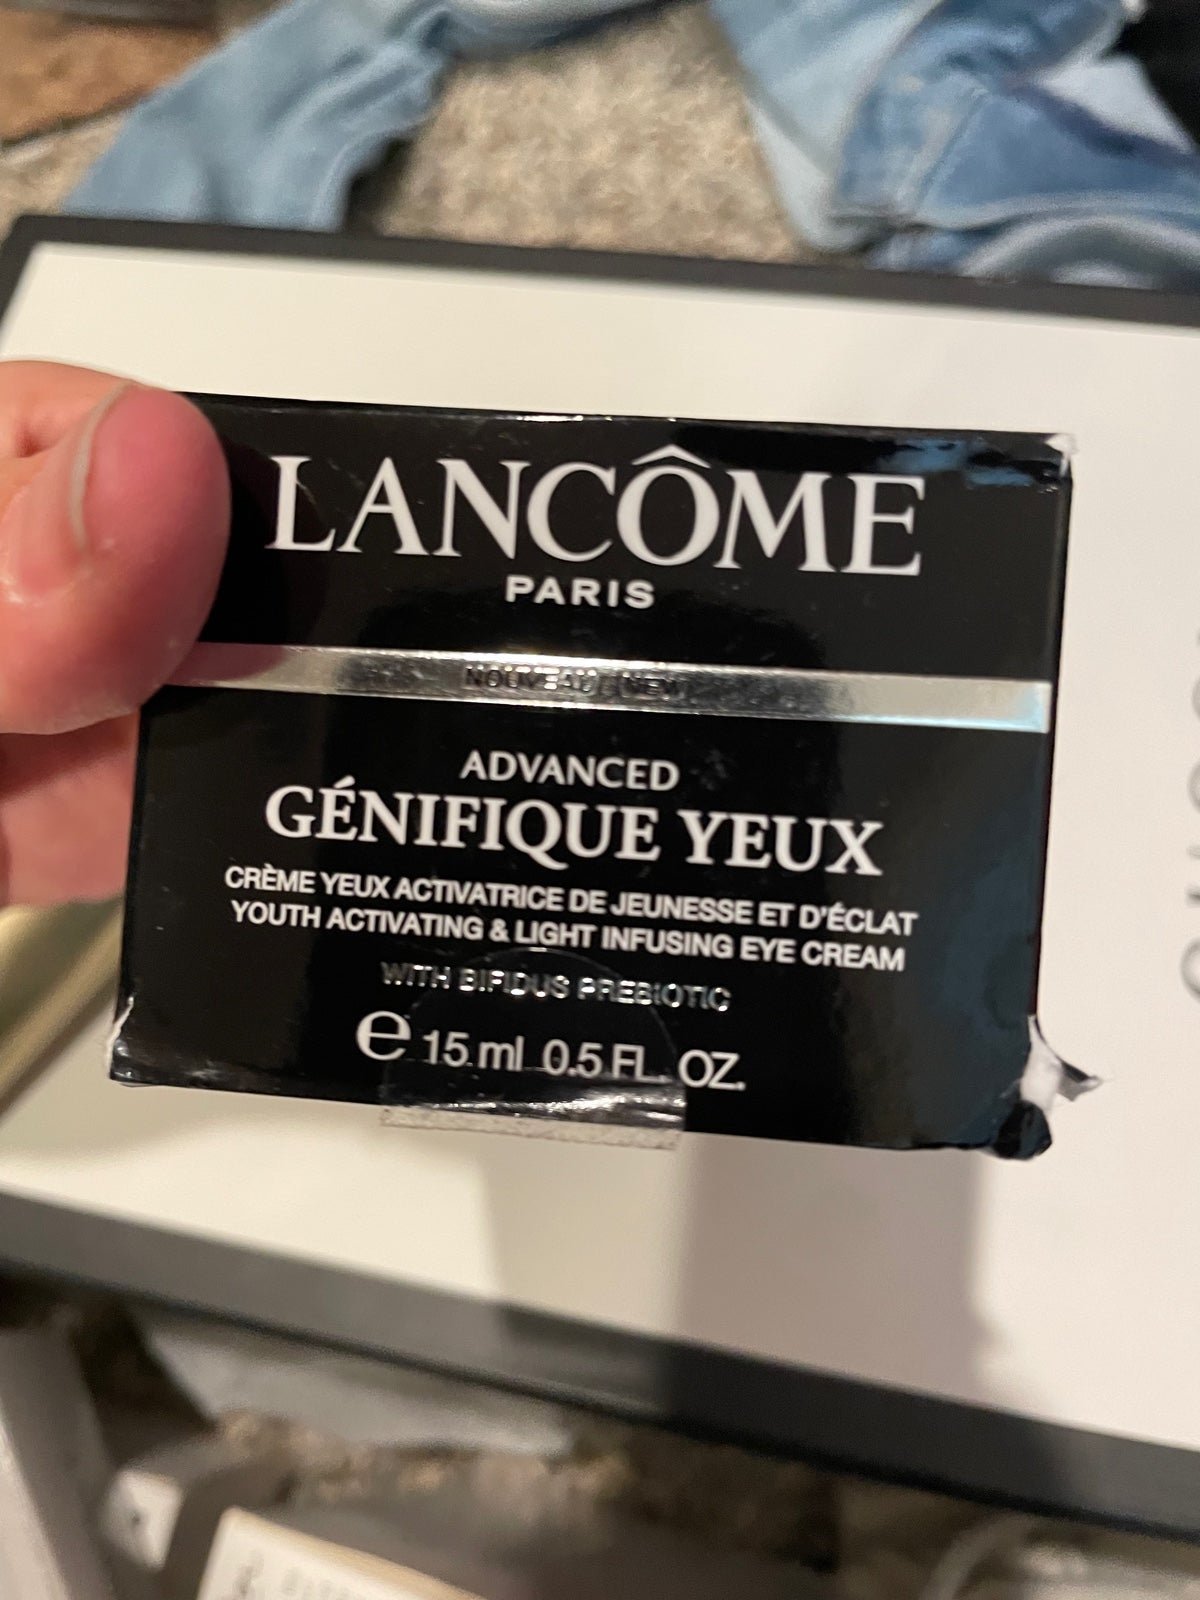 LANCÔME
PARIS
NOUVEAU | NEW
ADVANCED
GÉNIFIQUE YEUX
CRÈME YEUX ACTIVATRICE DE JEUNESSE ET D'ÉCLAT
YOUTH ACTIVATING & LIGHT INFUSING EYE CREAM
WITH BIFIDUS PREBIOTIC
e 15 ml 0.5 FL. OZ.